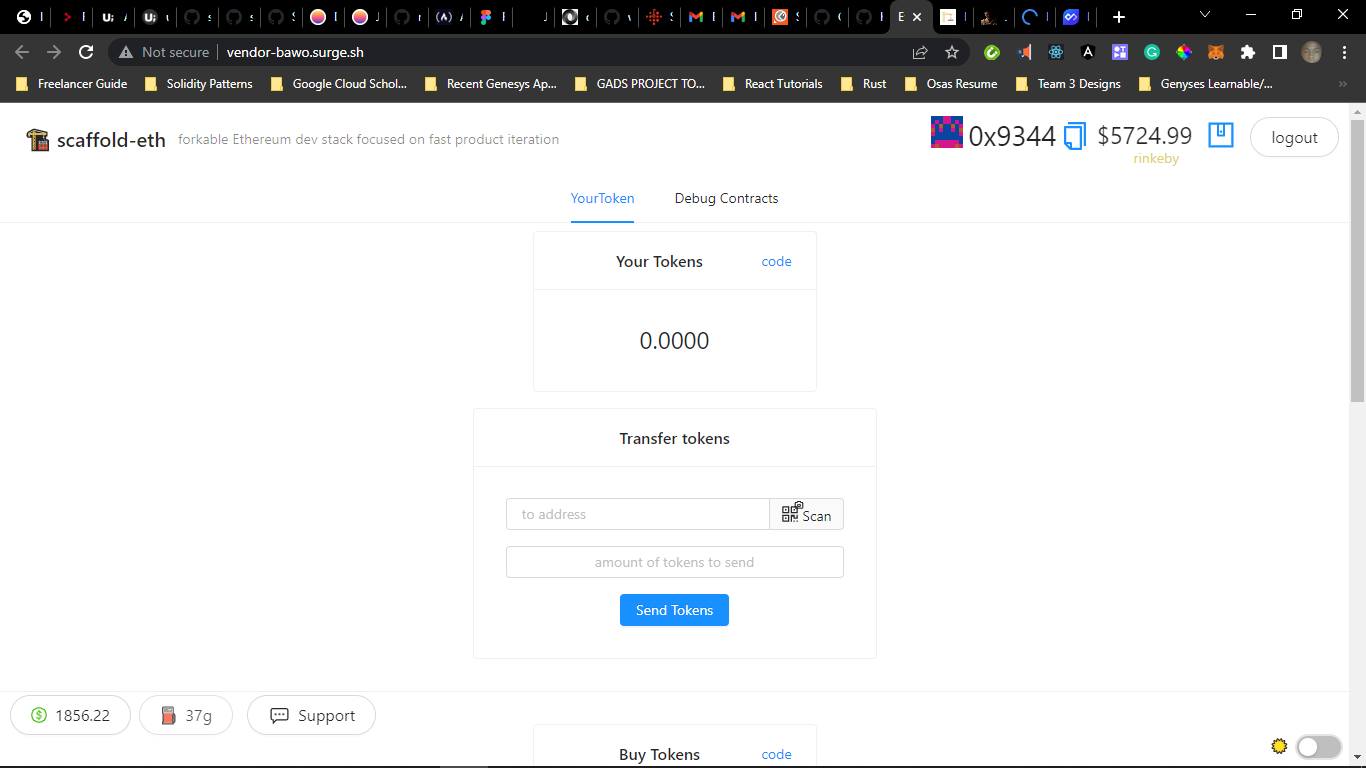 Not secure vendor-bawo.surge.sh
Freelancer Guide Solidity Patterns Google Cloud Schol... Recent Genesys Ap... GADS PROJECT TO... React Tutorials Rust Osas Resume Team 3 Designs Genyses Learnable/...
scaffold-eth forkable Ethereum dev stack focused on fast product iteration 0x9344 $5724.99 logout
rinkeby
YourToken Debug Contracts
Your Tokens code
0.0000
Transfer tokens
to address Scan
amount of tokens to send
Send Tokens
1856.22 37g Support
Buy Tokens code